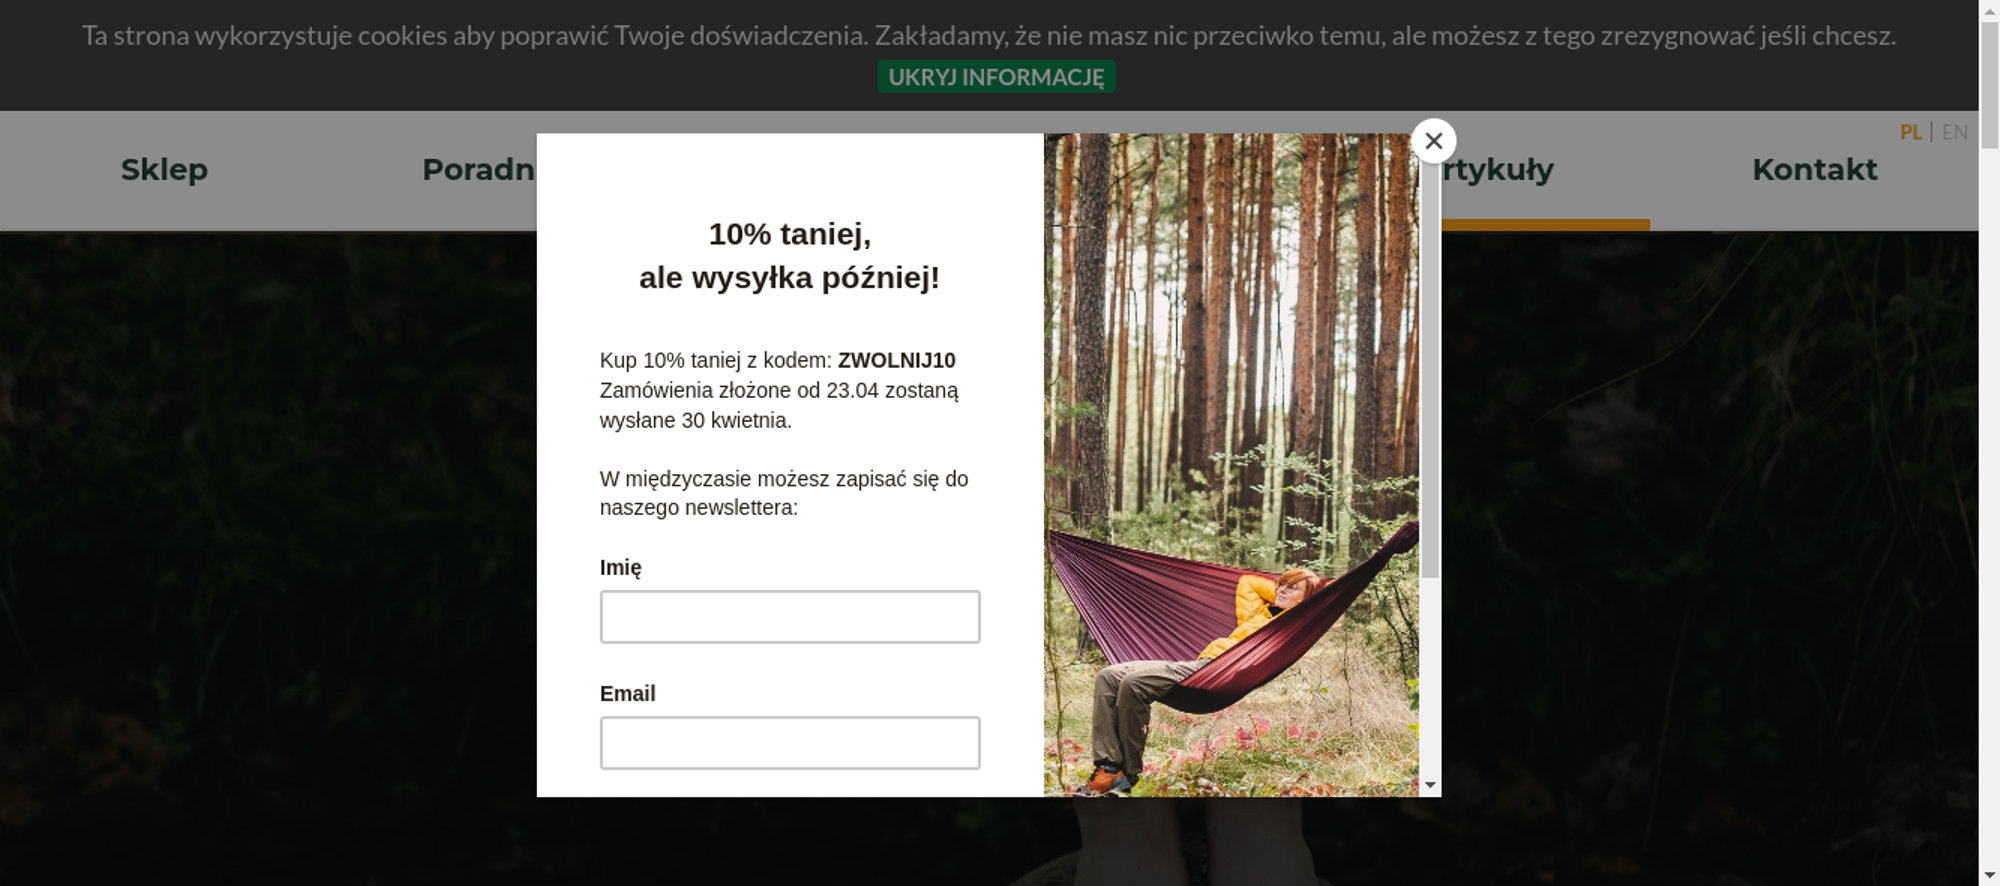 Ta strona wykorzystuje cookies aby poprawić Twoje doświadczenia. Zakładamy, że nie masz nic przeciwko temu, ale możesz z tego zrezygnować jeśli chcesz.
UKRYJ INFORMACJĘ
PL | EN
Sklep
Poradn
rtykuły
Kontakt
10% taniej,
ale wysyłka później!
Kup 10% taniej z kodem: ZWOLNIJ10
Zamówienia złożone od 23.04 zostaną
wysłane 30 kwietnia.
W międzyczasie możesz zapisać się do
naszego newslettera:
Imię
Email